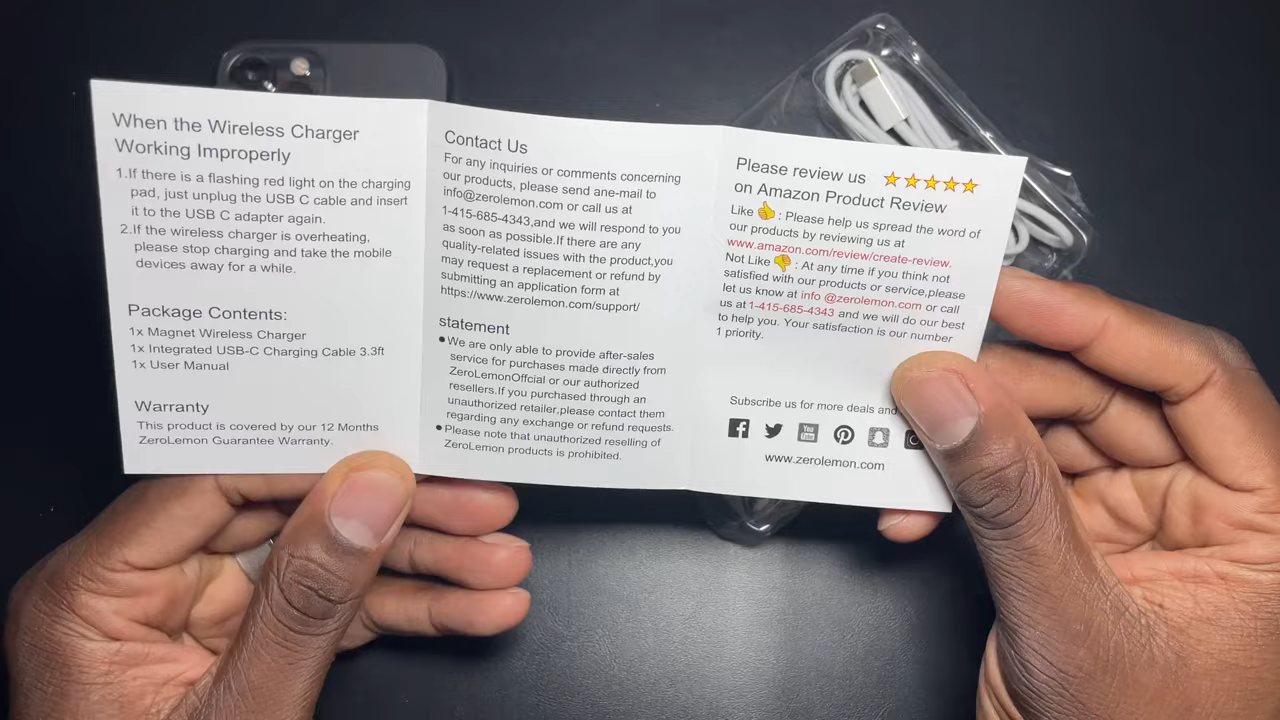 When the Wireless Charger
Working Improperly
1.If there is a flashing red light on the charging
pad, just unplug the USB C cable and insert
it to the USB C adapter again.
2.If the wireless charger is overheating,
please stop charging and take the mobile
devices away for a while.
Package Contents:
1x Magnet Wireless Charger
1x Integrated USB-C Charging Cable 3.3ft
1x User Manual
Warranty
This product is covered by our 12 Months
ZeroLemon Guarantee Warranty.
Contact Us
For any inquiries or comments concerning
our products, please send ane-mail to
info@zerolemon.com or call us at
1-415-685-4343,and we will respond to you
as soon as possible.If there are any
quality-related issues with the product,you
may request a replacement or refund by
submitting an application form at
https://www.zerolemon.com/support/
statement
●We are only able to provide after-sales
service for purchases made directly from
ZeroLemonOffcial or our authorized
resellers.If you purchased through an
unauthorized retailer,please contact them
regarding any exchange or refund requests.
●Please note that unauthorized reselling of
ZeroLemon products is prohibited.
Please review us
on Amazon Product Review
Like : Please help us spread the word of
our products by reviewing us at
www.amazon.com/review/create-review.
Not Like : At any time if you think not
satisfied with our products or service,please
let us know at info @zerolemon.com or call
us at 1-415-685-4343 and we will do our best
to help you. Your satisfaction is our number
1 priority.
Subscribe us for more deals and
You Tube
www.zerolemon.com